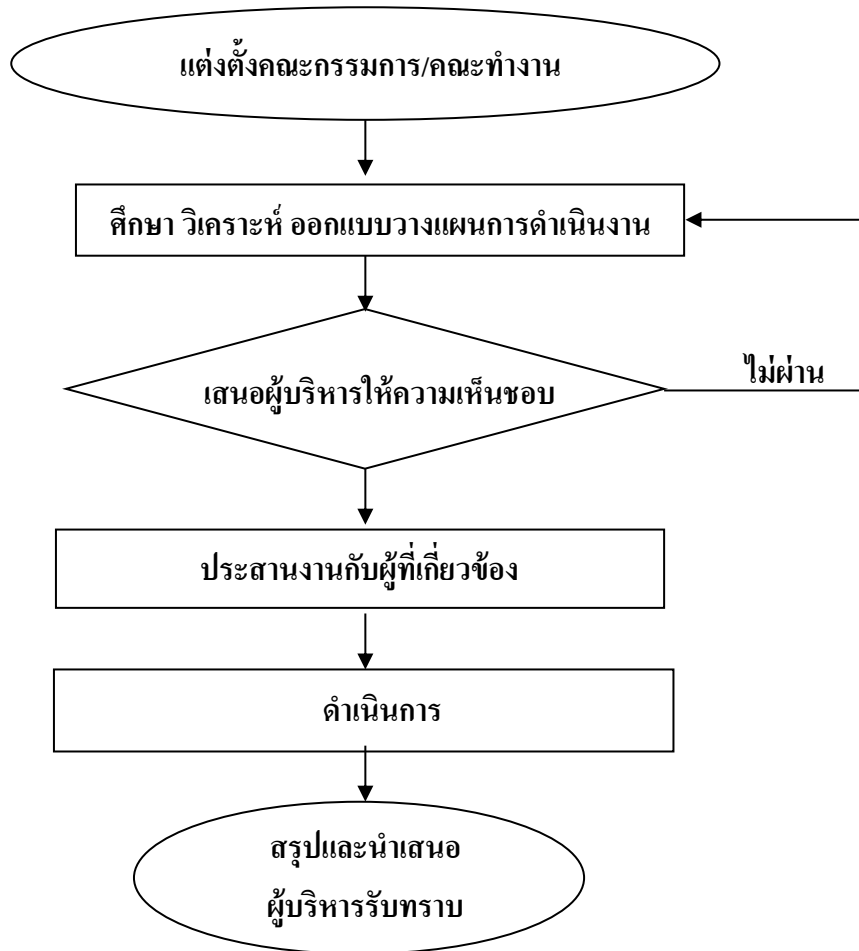 แต่งตั้งคณะกรรมการ/คณะทำงาน
ศึกษา วิเคราะห์ ออกแบบวางแผนการดำเนินงาน
เสนอผู้บริหารให้ความเห็นชอบ
ไม่ผ่าน
ประสานงานกับผู้ที่เกี่ยวข้อง
ดำเนินการ
สรุปและนำเสนอ
ผู้บริหารรับทราบ